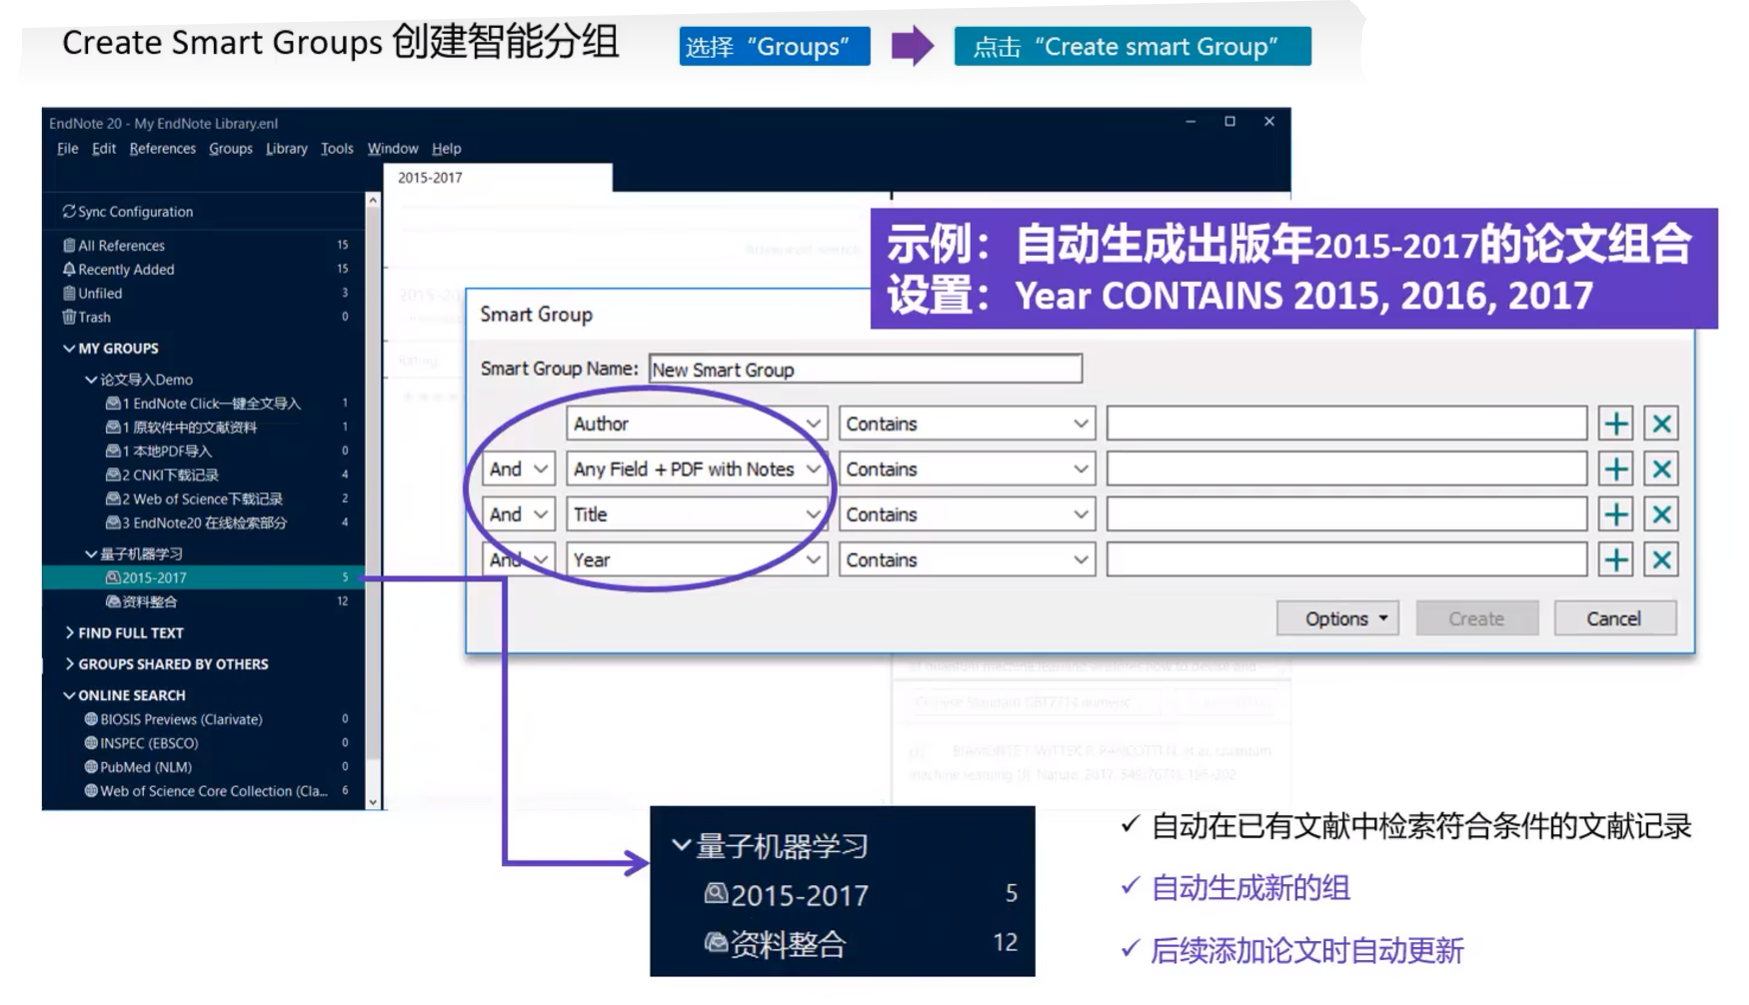 Create Smart Groups 创建智能分组
选择“Groups”
点击“Create smart Group”
EndNote 20 - My EndNote Library.enl
File Edit References Groups Library Tools Window Help
2015-2017
Sync Configuration
All References 15
Recently Added 15
Unfiled 3
Trash 0
MY GROUPS
论文导入Demo
1 EndNote Click一键全文导入 1
1 原软件中的文献资料 1
1 本地PDF导入 0
2 CNKI下载记录 4
2 Web of Science下载记录 2
3 EndNote20 在线检索部分 4
量子机器学习
2015-2017 5
资料整合 12
FIND FULL TEXT
GROUPS SHARED BY OTHERS
ONLINE SEARCH
BIOSIS Previews (Clarivate) 0
INSPEC (EBSCO) 0
PubMed (NLM) 0
Web of Science Core Collection (Cla... 6
示例：自动生成出版年2015-2017的论文组合
设置：Year CONTAINS 2015, 2016, 2017
Smart Group
Smart Group Name: New Smart Group
Author Contains
And Any Field + PDF with Notes Contains
And Title Contains
And Year Contains
Options Create Cancel
量子机器学习
2015-2017 5
资料整合 12
✓ 自动在已有文献中检索符合条件的文献记录
✓ 自动生成新的组
✓ 后续添加论文时自动更新